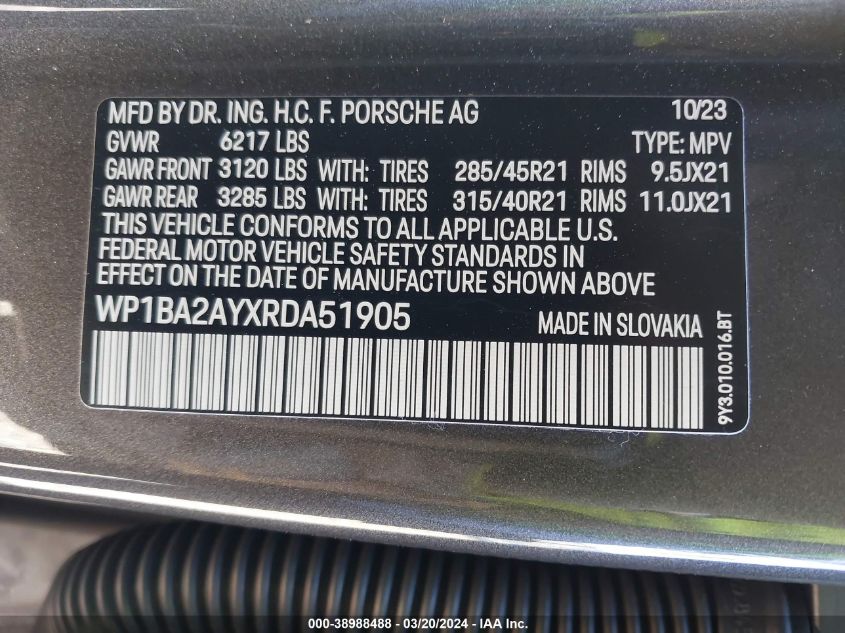 MFD BY DR. ING. H.C. F. PORSCHE AG 10/23
GVWR 6217 LBS TYPE: MPV
GAWR FRONT 3120 LBS WITH: TIRES 285/45R21 RIMS 9.5JX21
GAWR REAR 3285 LBS WITH: TIRES 315/40R21 RIMS 11.0JX21
THIS VEHICLE CONFORMS TO ALL APPLICABLE U.S.
FEDERAL MOTOR VEHICLE SAFETY STANDARDS IN
EFFECT ON THE DATE OF MANUFACTURE SHOWN ABOVE
WP1BA2AYXRDA51905 MADE IN SLOVAKIA
9Y3.010.016.BT
000-38988488 - 03/20/2024 - IAAI.com